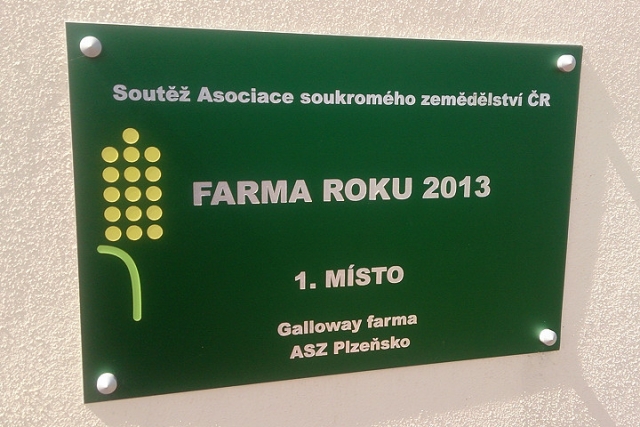 Soutěž Asociace soukromého zemědělství ČR
FARMA ROKU 2013
1. MÍSTO
Galloway farma
ASZ Plzeňsko